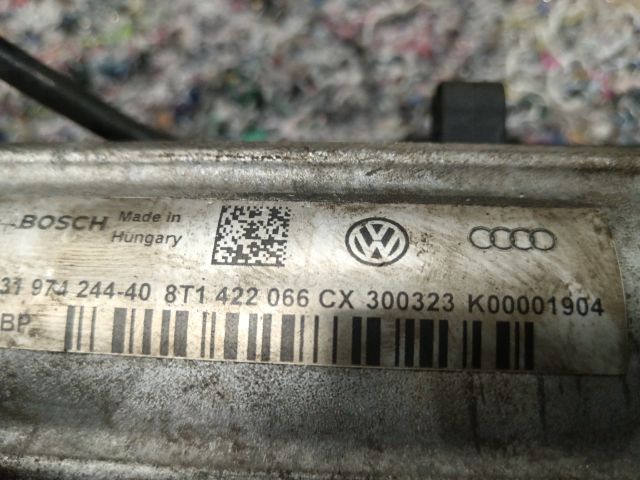 BOSCH Made in Hungary
31 974 244-40 8T1 422 066 CX 300323 K00001904
BP